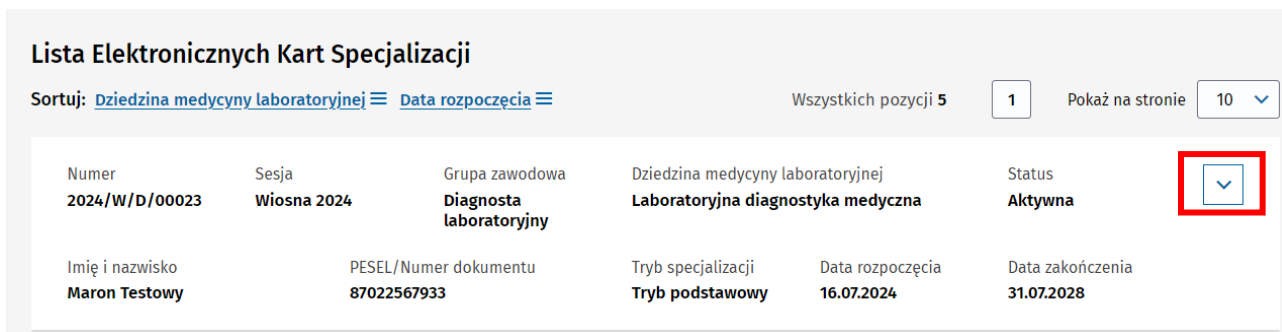 Lista Elektronicznych Kart Specjalizacji
Sortuj: Dziedzina medycyny laboratoryjnej Data rozpoczęcia Wszystkich pozycji 5 1 Pokaż na stronie 10
Numer Sesja Grupa zawodowa Dziedzina medycyny laboratoryjnej Status
2024/W/D/00023 Wiosna 2024 Diagnosta Laboratoryjna diagnostyka medyczna Aktywna
laboratoryjny
Imię i nazwisko PESEL/Numer dokumentu Tryb specjalizacji Data rozpoczęcia Data zakończenia
Maron Testowy 87022567933 Tryb podstawowy 16.07.2024 31.07.2028